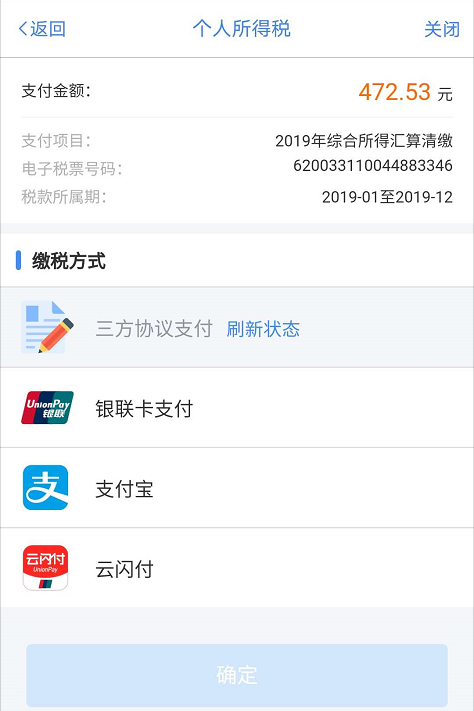 返回 个人所得税 关闭
支付金额： 472.53 元
支付项目： 2019年综合所得汇算清缴
电子税票号码： 620033110044883346
税款所属期： 2019-01至2019-12
缴税方式
三方协议支付 刷新状态
UnionPay
银联
银联卡支付
支
支付宝
云闪付
UnionPay
云闪付
确定